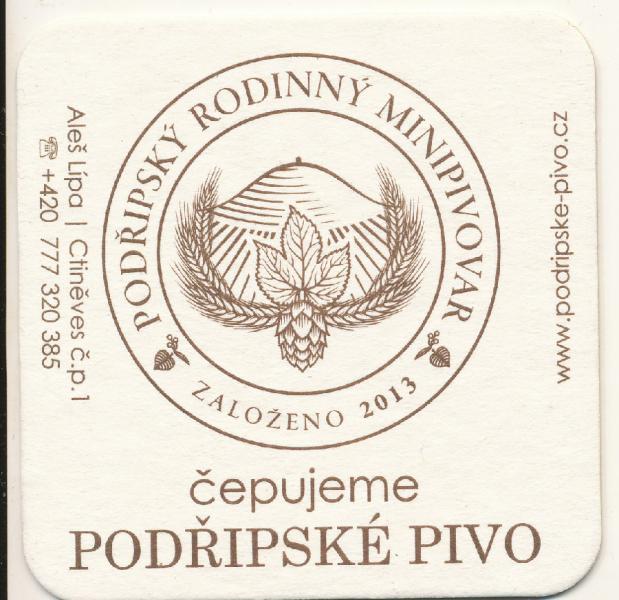 PODŘIPSKÝ RODINNÝ MINIPIVOVAR
ZALOŽENO 2013
Aleš Lípa | Ctiněves č.p.1
☎ +420 777 320 385
www.podripske-pivo.cz
čepujeme
PODŘIPSKÉ PIVO